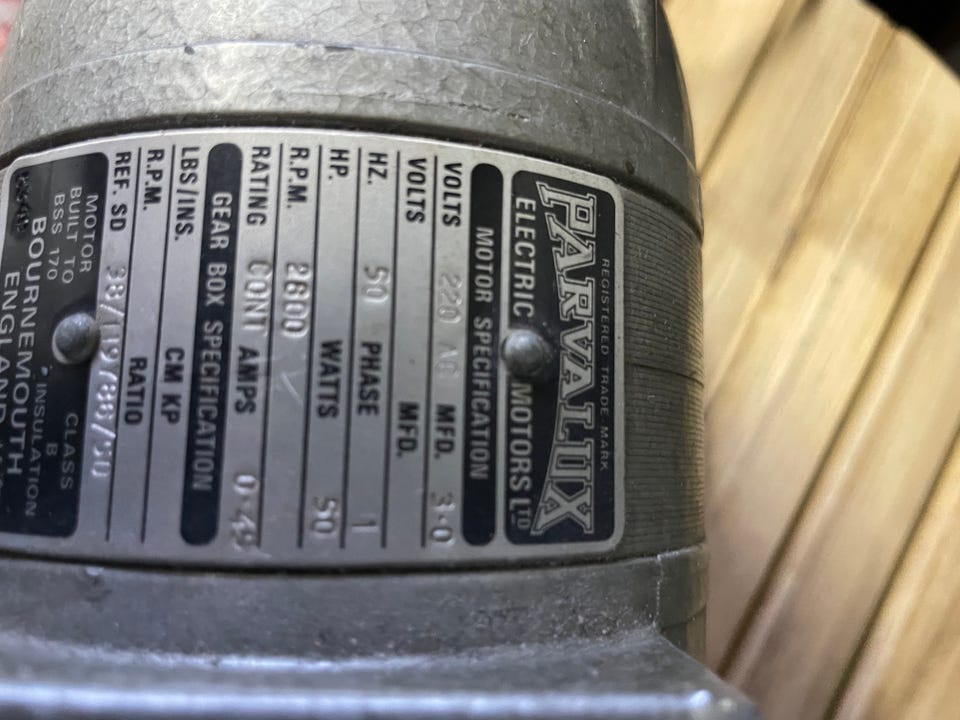 REGISTERED TRADE MARK
PARVALUX
ELECTRIC MOTORS LTD
MOTOR SPECIFICATION
VOLTS 220 AC MFD. 3·0
VOLTS MFD.
HZ. 50 PHASE 1
HP. WATTS 50
R.P.M. 2800
RATING CONT AMPS 0·45
GEAR BOX SPECIFICATION
LBS/INS. CM KP
R.P.M. RATIO
REF. SD
MOTOR BUILT TO BSS 170
CLASS B INSULATION
BOURNEMOUTH
ENGLAND